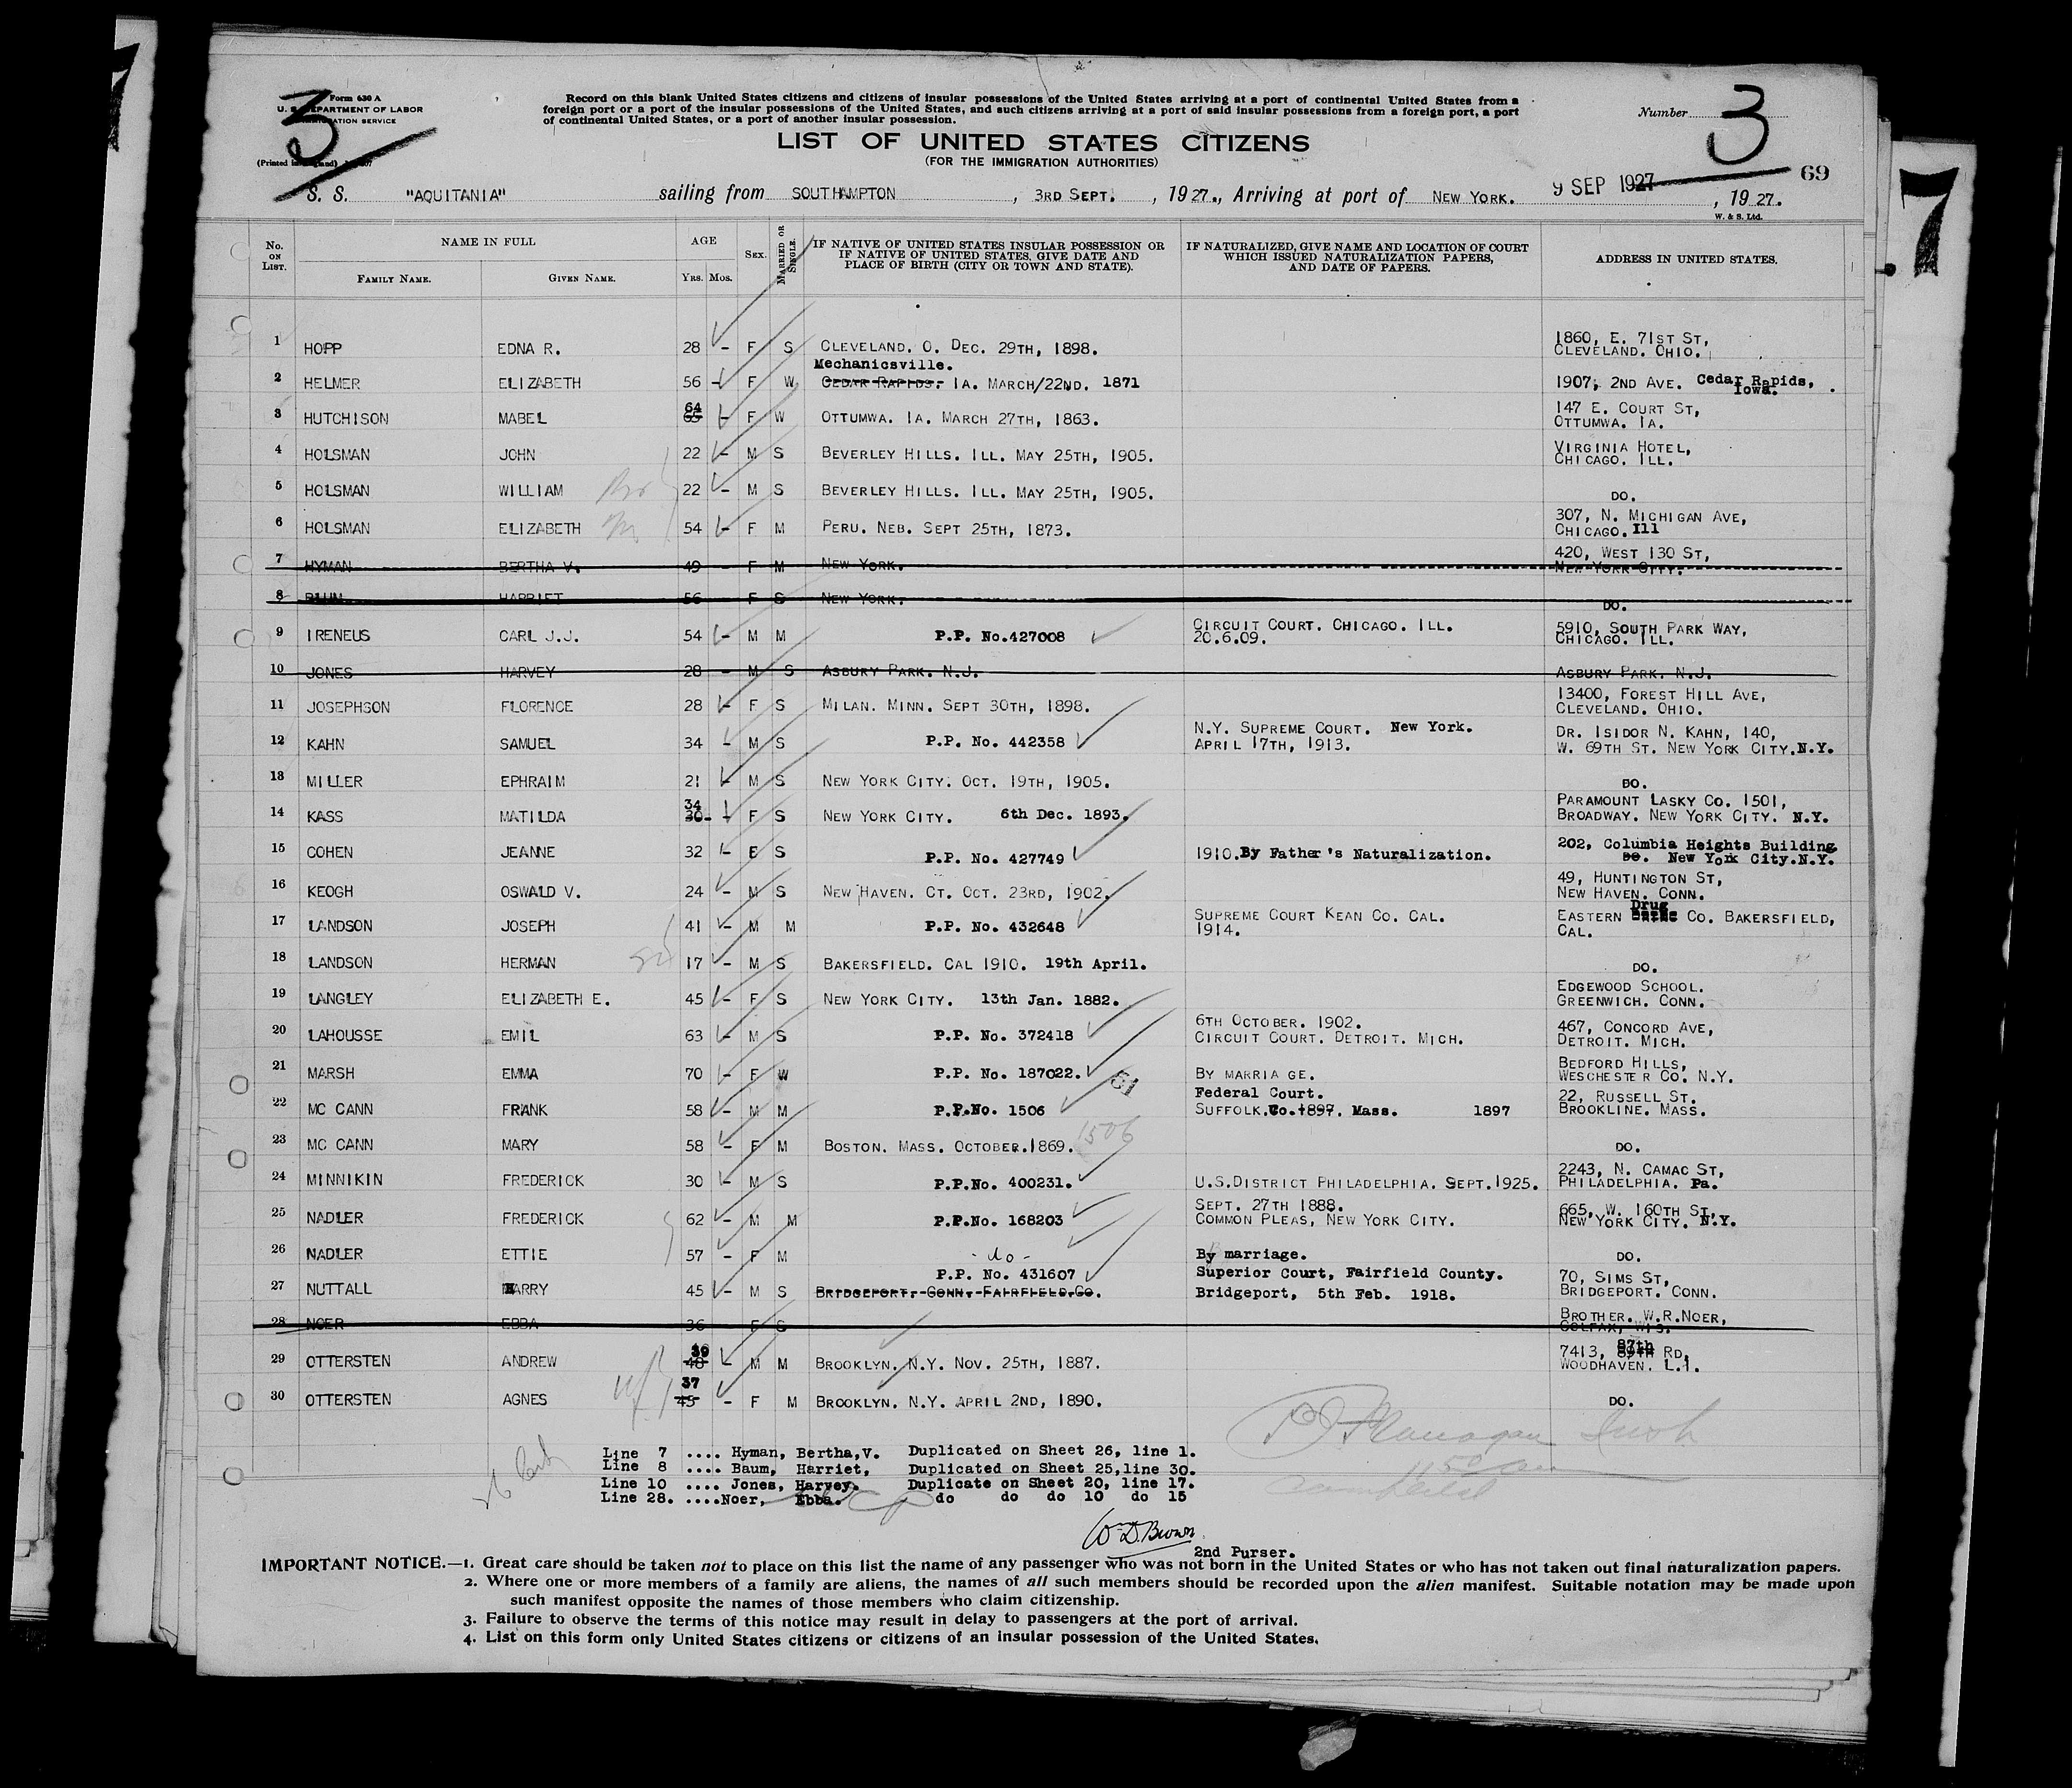 Form 630 A
U. S. DEPARTMENT OF LABOR
IMMIGRATION SERVICE
3
Record on this blank United States citizens and citizens of insular possessions of the United States arriving at a port of continental United States from a
foreign port or a port of the insular possessions of the United States, and such citizens arriving at a port of said insular possessions from a foreign port, a port
of continental United States, or a port of another insular possession.
Number 3
LIST OF UNITED STATES CITIZENS
(FOR THE IMMIGRATION AUTHORITIES)
69
S. S. "AQUITANIA" sailing from SOUTHAMPTON , 3RD SEPT. , 1927., Arriving at port of NEW YORK. 9 SEP 1927 , 1927.
W. & S. Ltd.
No. ON LIST. NAME IN FULL FAMILY NAME. GIVEN NAME. AGE YRS. MOS. SEX. MARRIED OR SINGLE.
IF NATIVE OF UNITED STATES INSULAR POSSESSION OR
IF NATIVE OF UNITED STATES, GIVE DATE AND
PLACE OF BIRTH (CITY OR TOWN AND STATE).
IF NATURALIZED, GIVE NAME AND LOCATION OF COURT
WHICH ISSUED NATURALIZATION PAPERS,
AND DATE OF PAPERS.
ADDRESS IN UNITED STATES.
1 HOPP EDNA R. 28 - F S CLEVELAND. O. DEC. 29TH, 1898. 1860, E. 71ST ST,
CLEVELAND. OHIO.
Mechanicsville.
2 HELMER ELIZABETH 56 - F W CEDAR RAPIDS. IA. MARCH/22ND. 1871 1907, 2ND AVE. Cedar Rapids,
Iowa.
3 HUTCHISON MABEL 64 65 - F W OTTUMWA. IA. MARCH 27TH, 1863. 147 E. COURT ST,
OTTUMWA. IA.
4 HOLSMAN JOHN 22 - M S BEVERLEY HILLS. ILL. MAY 25TH, 1905. VIRGINIA HOTEL,
CHICAGO. ILL.
5 HOLSMAN WILLIAM 22 - M S BEVERLEY HILLS. ILL. MAY 25TH, 1905. DO.
6 HOLSMAN ELIZABETH 54 - F M PERU. NEB. SEPT 25TH, 1873. 307, N. MICHIGAN AVE,
CHICAGO. Ill
7 HYMAN BERTHA V. 49 - F M NEW YORK. 420, WEST 130 ST,
NEW YORK CITY.
8 HARRIET 56 - F S NEW YORK. DO.
9 IRENEUS CARL J.J. 54 - M M P.P. No.427008 CIRCUIT COURT. CHICAGO. ILL.
20.6.09. 5910, SOUTH PARK WAY,
CHICAGO. ILL.
10 JONES HARVEY 28 - M S ASBURY PARK. N.J. ASBURY PARK. N.J.
11 JOSEPHSON FLORENCE 28 - F S MILAN. MINN. SEPT 30TH, 1898. 13400, FOREST HILL AVE,
CLEVELAND. OHIO.
12 KAHN SAMUEL 34 - M S P.P. No. 442358 N.Y. SUPREME COURT. New York.
APRIL 17TH, 1913. DR. ISIDOR N. KAHN, 140,
W. 69TH ST. NEW YORK CITY.N.Y.
13 MILLER EPHRAIM 21 - M S NEW YORK CITY. OCT. 19TH, 1905. DO.
14 KASS MATILDA 34 30- - F S NEW YORK CITY. 6th Dec. 1893. PARAMOUNT LASKY CO. 1501,
BROADWAY. NEW YORK CITY. N.Y.
15 COHEN JEANNE 32 - F S P.P. No. 427749 1910.By Father's Naturalization. 202, Columbia Heights Building
DO. New York City.N.Y.
16 KEOGH OSWALD V. 24 - M S NEW HAVEN. CT. OCT. 23RD, 1902. 49, HUNTINGTON ST,
NEW HAVEN. CONN.
17 LANDSON JOSEPH 41 - M M P.P. No. 432648 SUPREME COURT KEAN CO. CAL.
1914. EASTERN Drug CO. BAKERSFIELD,
CAL.
18 LANDSON HERMAN 17 - M S BAKERSFIELD. CAL 1910. 19th April. DO.
19 LANGLEY ELIZABETH E. 45 - F S NEW YORK CITY. 13th Jan. 1882. EDGEWOOD SCHOOL.
GREENWICH. CONN.
20 LAHOUSSE EMIL 63 - M S P.P. No. 372418 6TH OCTOBER. 1902.
CIRCUIT COURT. DETROIT. MICH. 467, CONCORD AVE,
DETROIT. MICH.
21 MARSH EMMA 70 - F W P.P. No. 187022. 61 BY MARRIAGE. BEDFORD HILLS,
WESCHESTER CO. N.Y.
22 MC CANN FRANK 58 - M M P.P.No. 1506 Federal Court.
SUFFOLK.Co.1897. Mass. 1897 22, RUSSELL ST.
BROOKLINE. MASS.
23 MC CANN MARY 58 - F M BOSTON. MASS. OCTOBER.1869. 1506 DO.
24 MINNIKIN FREDERICK 30 - M S P.P.No. 400231. U.S.DISTRICT PHILADELPHIA. SEPT.1925. 2243, N. CAMAC ST,
PHILADELPHIA. Pa.
25 NADLER FREDERICK 62 - M M P.P.No. 168203 SEPT. 27TH 1888.
COMMON PLEAS, NEW YORK CITY. 665, W. 160TH ST,
NEW YORK CITY. N.Y.
26 NADLER ETTIE 57 - F M - do - By marriage. DO.
27 NUTTALL HARRY 45 - M S P.P. No. 431607
BRIDGEPORT. CONN. FAIRFIELD.CO. Superior Court, Fairfield County.
Bridgeport, 5th Feb. 1918. 70, SIMS ST,
BRIDGEPORT. CONN.
28 NOER EBBA 36 F S BROTHER. W.R.NOER,
COLFAX, WIS.
29 OTTERSTEN ANDREW 39 40 - M M BROOKLYN. N.Y. NOV. 25TH, 1887. 7413, 87th RD,
WOODHAVEN. L.I.
30 OTTERSTEN AGNES 37 45 - F M BROOKLYN. N.Y. APRIL 2ND, 1890. DO.
Line 7 .... Hyman, Bertha,V. Duplicated on Sheet 26, line 1.
Line 8 .... Baum, Harriet, Duplicated on Sheet 25,line 30.
Line 10 .... Jones, Harvey. Duplicate on Sheet 20, line 17.
Line 28. ....Noer, Ebba. do do do 10 do 15
W D. Brown
2nd Purser.
IMPORTANT NOTICE.—1. Great care should be taken not to place on this list the name of any passenger who was not born in the United States or who has not taken out final naturalization papers.
2. Where one or more members of a family are aliens, the names of all such members should be recorded upon the alien manifest. Suitable notation may be made upon
such manifest opposite the names of those members who claim citizenship.
3. Failure to observe the terms of this notice may result in delay to passengers at the port of arrival.
4. List on this form only United States citizens or citizens of an insular possession of the United States.
7